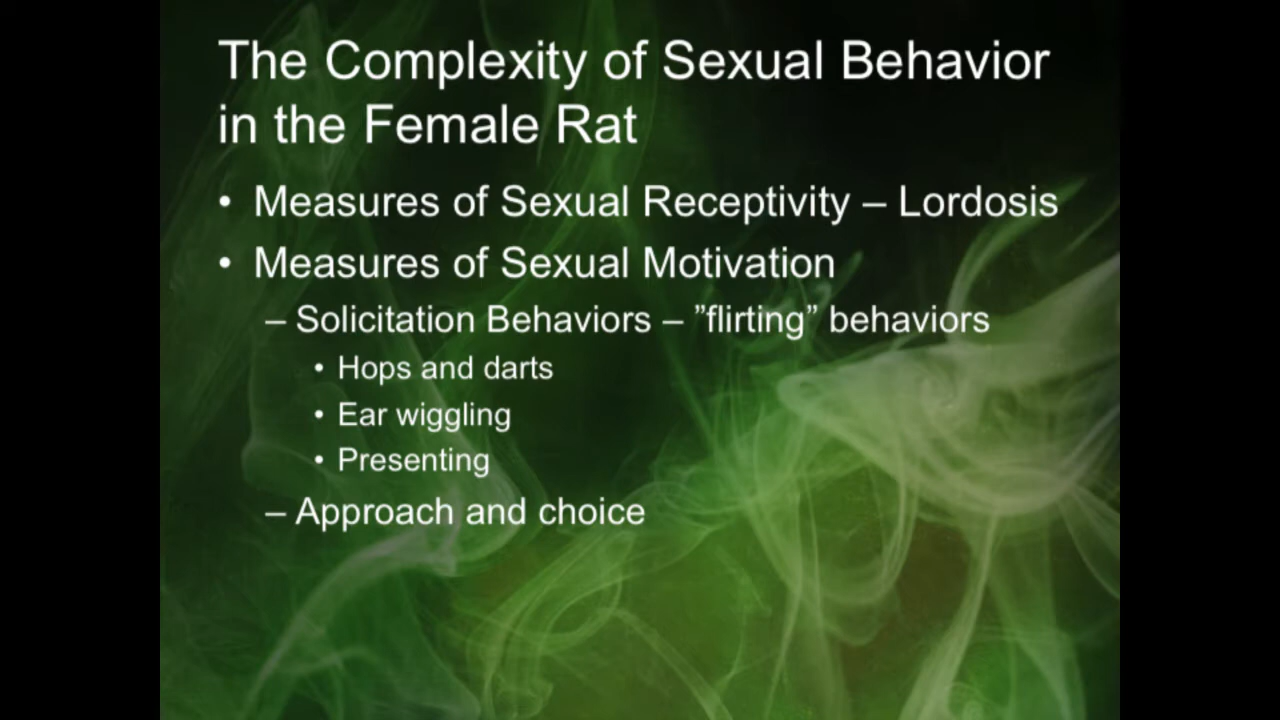 The Complexity of Sexual Behavior
in the Female Rat
• Measures of Sexual Receptivity – Lordosis
• Measures of Sexual Motivation
– Solicitation Behaviors – ”flirting” behaviors
• Hops and darts
• Ear wiggling
• Presenting
– Approach and choice